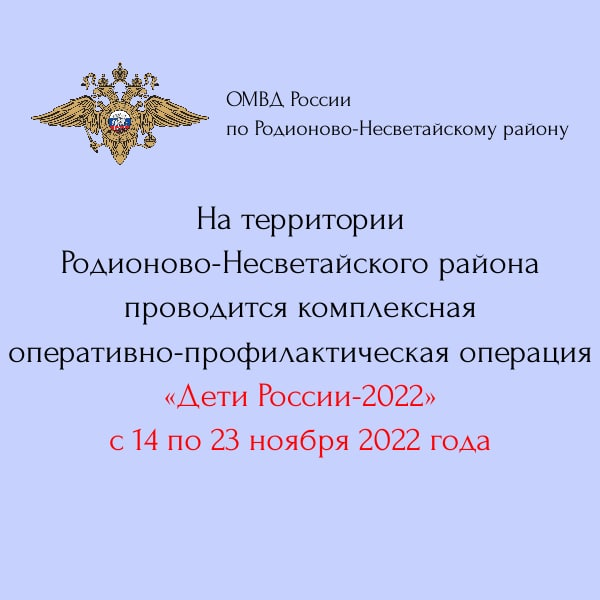 ОМВД России
по Родионово-Несветайскому району
На территории
Родионово-Несветайского района
проводится комплексная
оперативно-профилактическая операция
«Дети России-2022»
с 14 по 23 ноября 2022 года